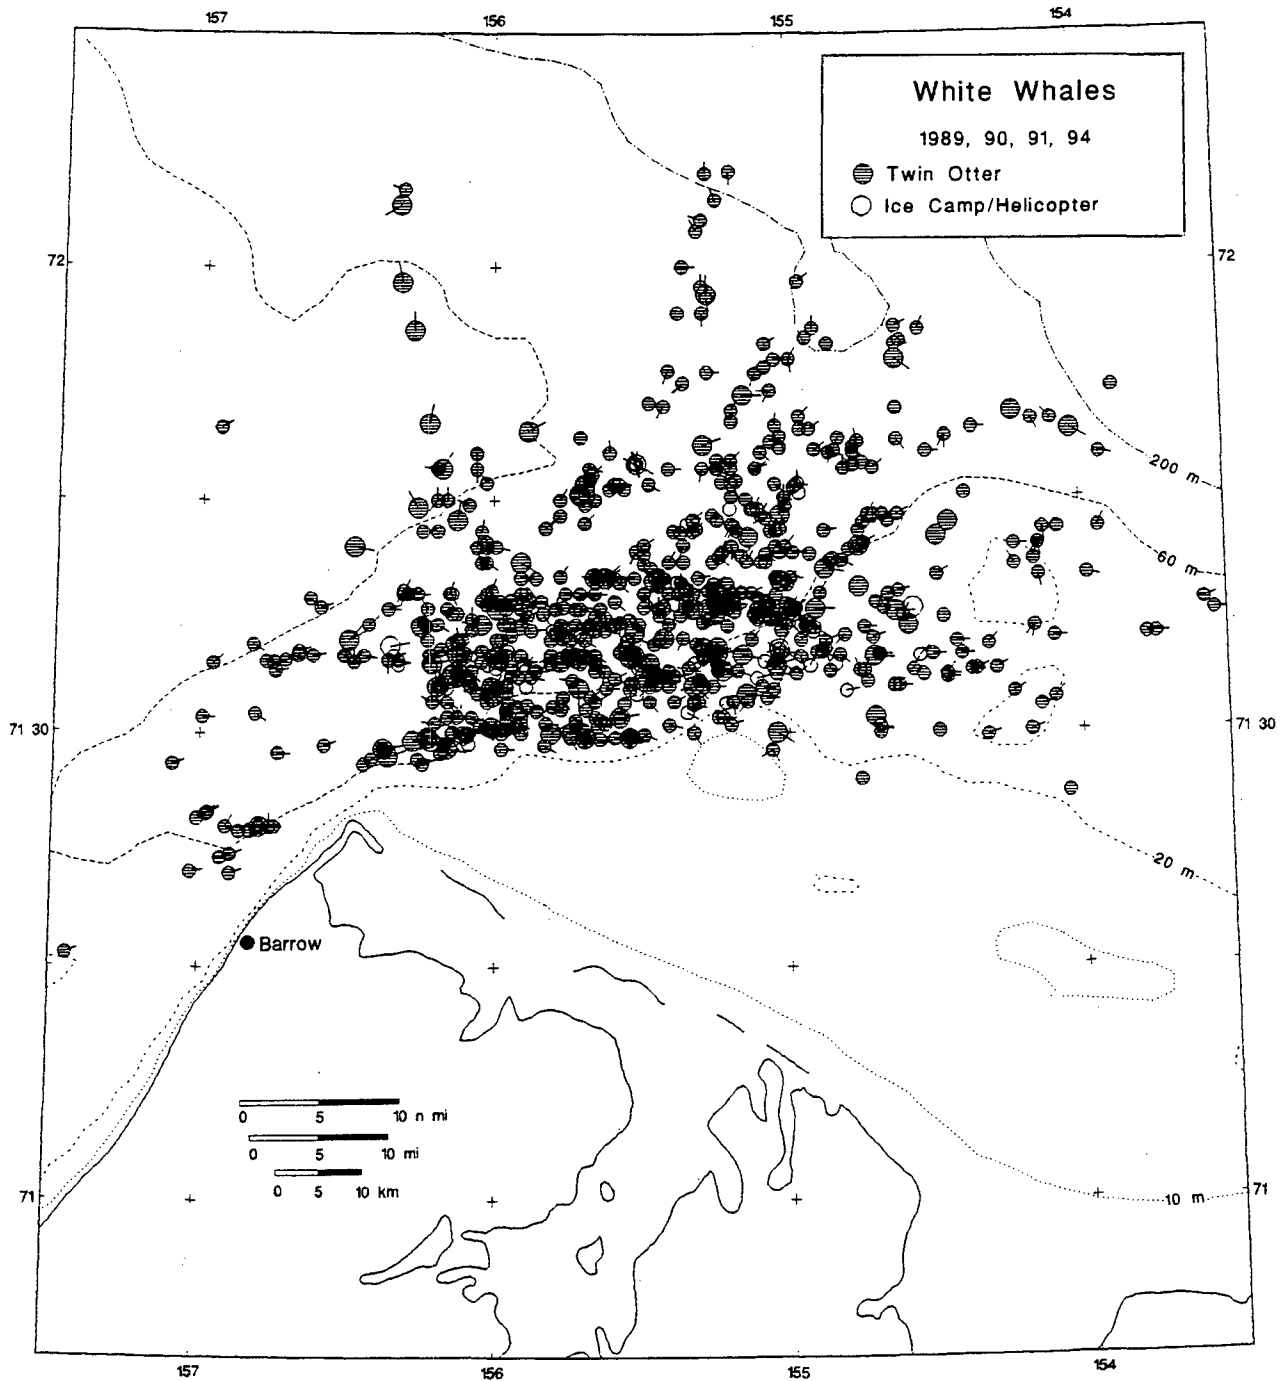 157 156 155 154
White Whales
1989, 90, 91, 94
Twin Otter
Ice Camp/Helicopter
72 72
200 m
60 m
71 30 71 30
20 m
Barrow
0 5 10 n mi
0 5 10 mi
0 5 10 km
71 71
10 m
157 156 155 154